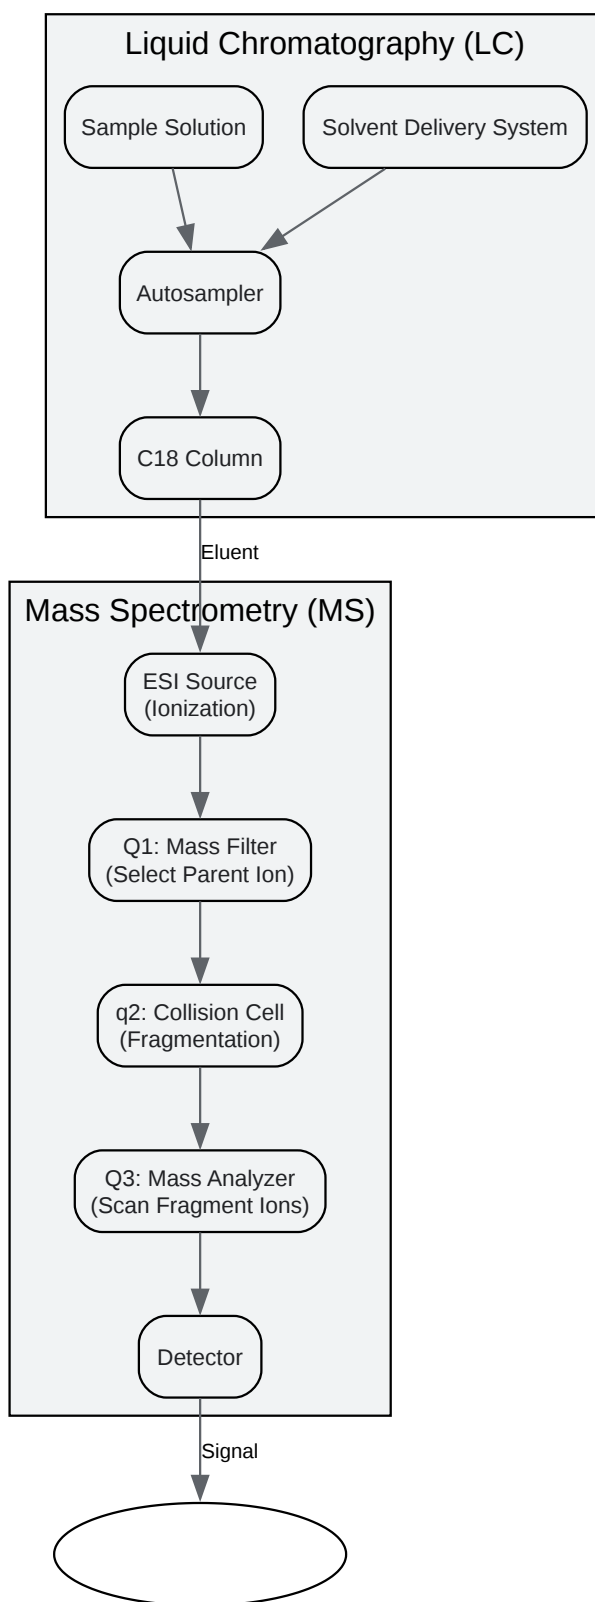 Liquid Chromatography (LC)
Sample Solution
Solvent Delivery System
Autosampler
C18 Column
Eluent
Mass Spectrometry (MS)
ESI Source
(Ionization)
Q1: Mass Filter
(Select Parent Ion)
q2: Collision Cell
(Fragmentation)
Q3: Mass Analyzer
(Scan Fragment Ions)
Detector
Signal